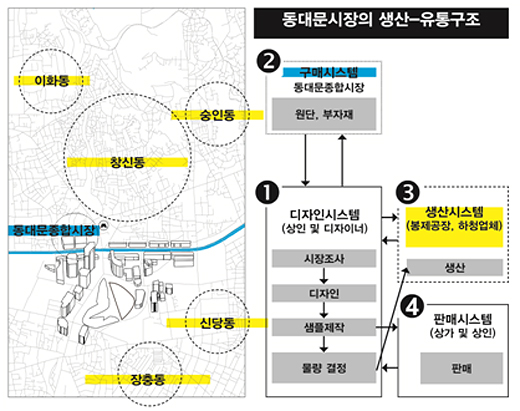 동대문시장의 생산-유통구조
이화동
숭인동
창신동
동대문종합시장
신당동
장충동
2
구매시스템
동대문종합시장
원단, 부자재
1
디자인시스템
(상인 및 디자이너)
시장조사
디자인
샘플제작
물량 결정
3
생산시스템
(봉제공장, 하청업체)
생산
4
판매시스템
(상가 및 상인)
판매